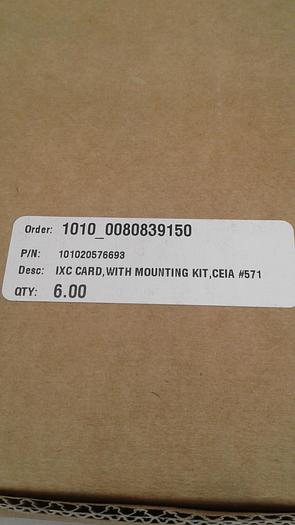 Order: 1010_0080839150
P/N: 101020576693
Desc: IXC CARD,WITH MOUNTING KIT,CEIA #571
QTY: 6.00